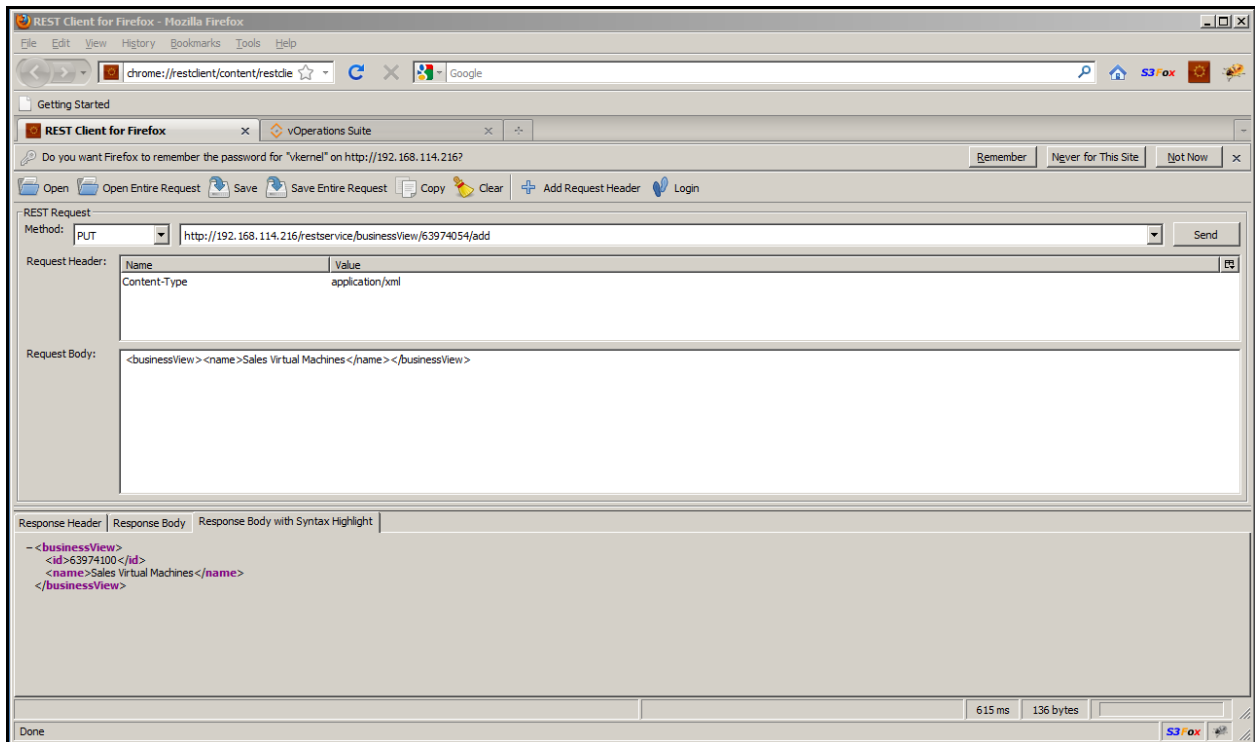 REST Client for Firefox - Mozilla Firefox
File Edit View History Bookmarks Tools Help
chrome://restclient/content/restclie Google S3Fox
Getting Started
REST Client for Firefox vOperations Suite
Do you want Firefox to remember the password for "vkernel" on http://192.168.114.216? Remember Never for This Site Not Now
Open Open Entire Request Save Save Entire Request Copy Clear Add Request Header Login
REST Request
Method: PUT http://192.168.114.216/restservice/businessView/63974054/add Send
Request Header: Name Value
Content-Type application/xml
Request Body: <businessView><name>Sales Virtual Machines</name></businessView>
Response Header Response Body Response Body with Syntax Highlight
-<businessView>
<id>63974100</id>
<name>Sales Virtual Machines</name>
</businessView>
615 ms 136 bytes
Done S3Fox